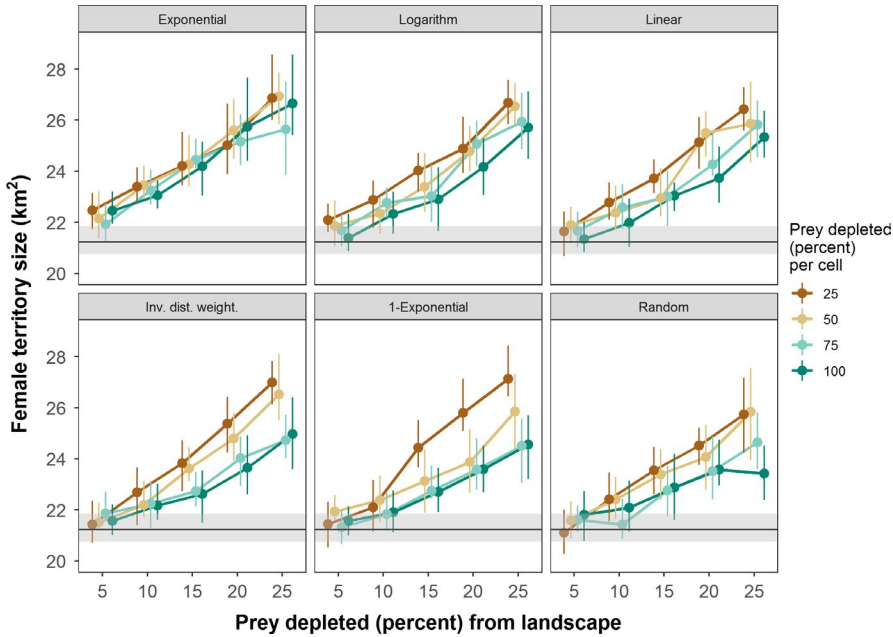 Exponential
Logarithm
Linear
28
26
24
22
20
Inv. dist. weight.
1-Exponential
Random
28
26
24
22
20
5 10 15 20 25
5 10 15 20 25
5 10 15 20 25
Female territory size (km²)
Prey depleted (percent) from landscape
Prey depleted
(percent)
per cell
25
50
75
100